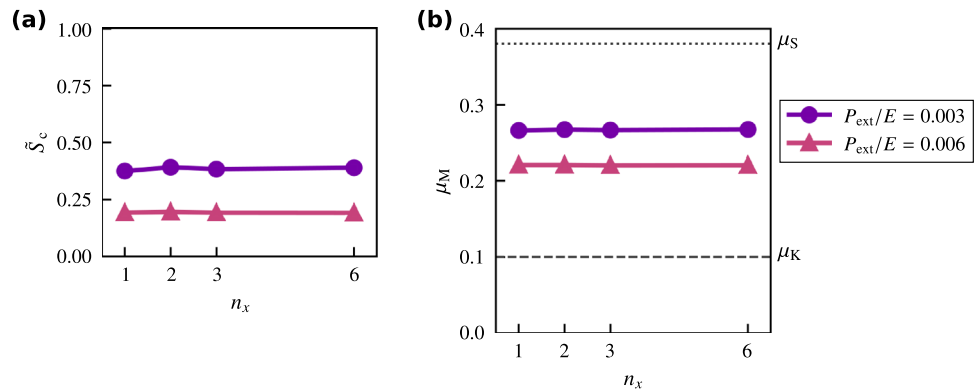 (a)
1.00
0.75
0.50
0.25
0.00
S̃c
1 2 3 6
nx
(b)
0.4
0.3
0.2
0.1
0.0
μM
μS
μK
1 2 3 6
nx
Pext/E = 0.003
Pext/E = 0.006